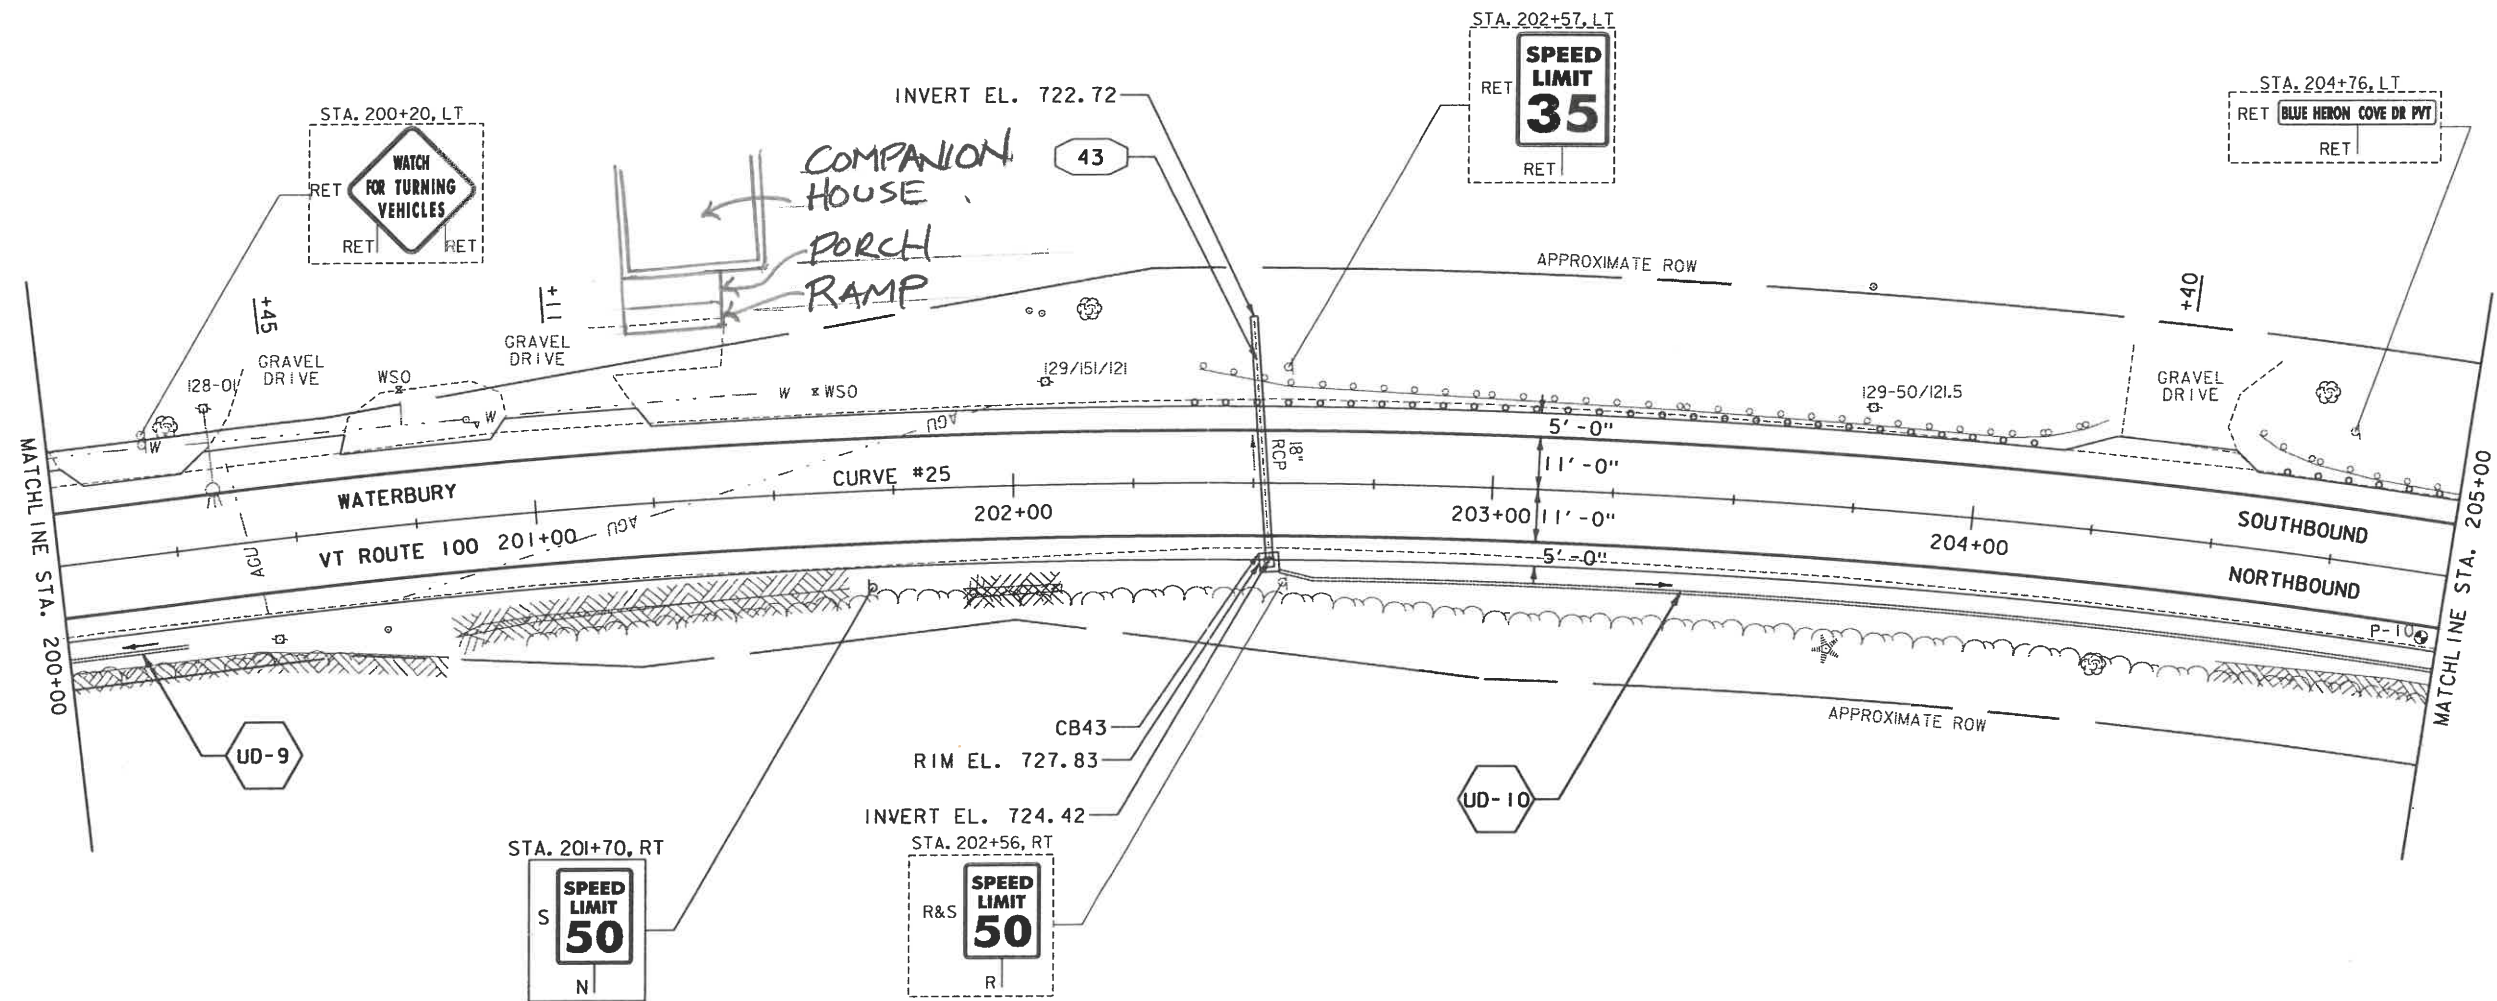 STA. 202+57, LT
SPEED
LIMIT
35
RET
RET
STA. 204+76, LT
RET BLUE HERON COVE DR PVT
RET
INVERT EL. 722.72
STA. 200+20, LT
WATCH
FOR TURNING
VEHICLES
RET
RET
RET
COMPANION
HOUSE
43
PORCH
RAMP
APPROXIMATE ROW
+45
+11
+40
GRAVEL
DRIVE
GRAVEL
DRIVE
GRAVEL
DRIVE
128-01
WSO
129/151/121
W
WSO
129-50/121.5
W
W
AGU
5'-0"
18"
RCP
11'-0"
CURVE #25
WATERBURY
202+00
203+00
11'-0"
SOUTHBOUND
AGU
VT ROUTE 100
201+00
AGU
5'-0"
204+00
NORTHBOUND
P-10
MATCHLINE STA. 200+00
MATCHLINE STA. 205+00
UD-9
CB43
RIM EL. 727.83
INVERT EL. 724.42
APPROXIMATE ROW
UD-10
STA. 201+70, RT
S
SPEED
LIMIT
50
N
STA. 202+56, RT
R&S
SPEED
LIMIT
50
R